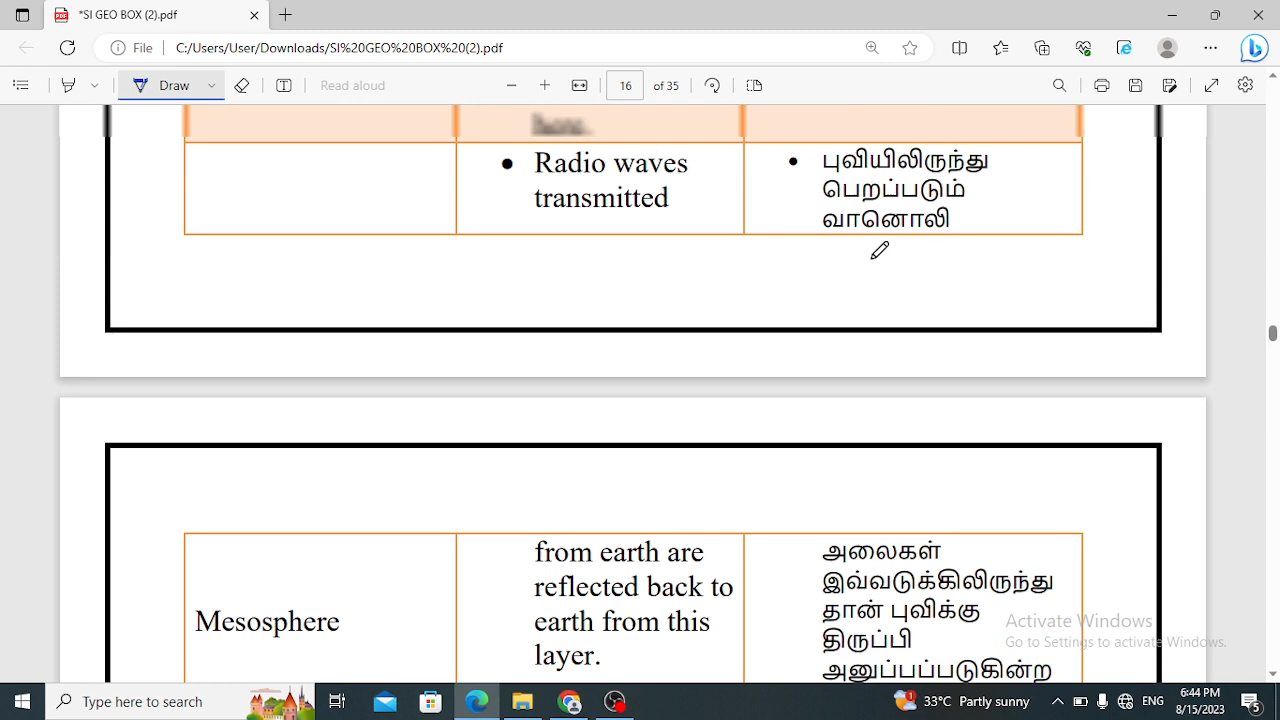 *SI GEO BOX (2).pdf
File
C:/Users/User/Downloads/SI%20GEO%20BOX%20(2).pdf
Draw
Read aloud
16
of 35
Radio waves
transmitted
புவியிலிருந்து
பெறப்படும்
வானொலி
Mesosphere
from earth are
reflected back to
earth from this
layer.
அலைகள்
இவ்வடுக்கிலிருந்து
தான் புவிக்கு
திருப்பி
அனுப்பப்படுகின்ற
Activate Windows
Go to Settings to activate Windows.
Type here to search
1
33°C Partly sunny
ENG
6:44 PM
8/15/2023
5